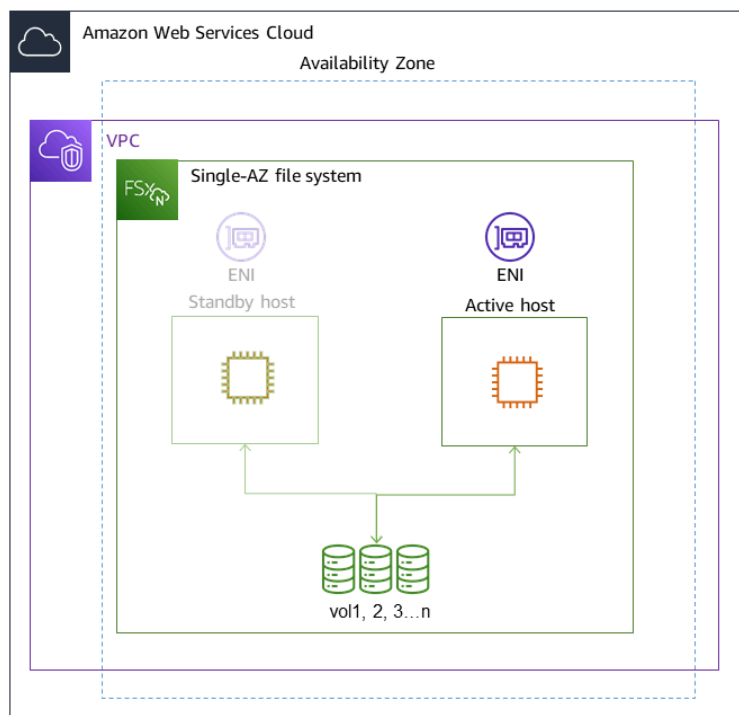 Amazon Web Services Cloud
Availability Zone
VPC
FSx N
Single-AZ file system
ENI
ENI
Standby host
Active host
vol1, 2, 3...n